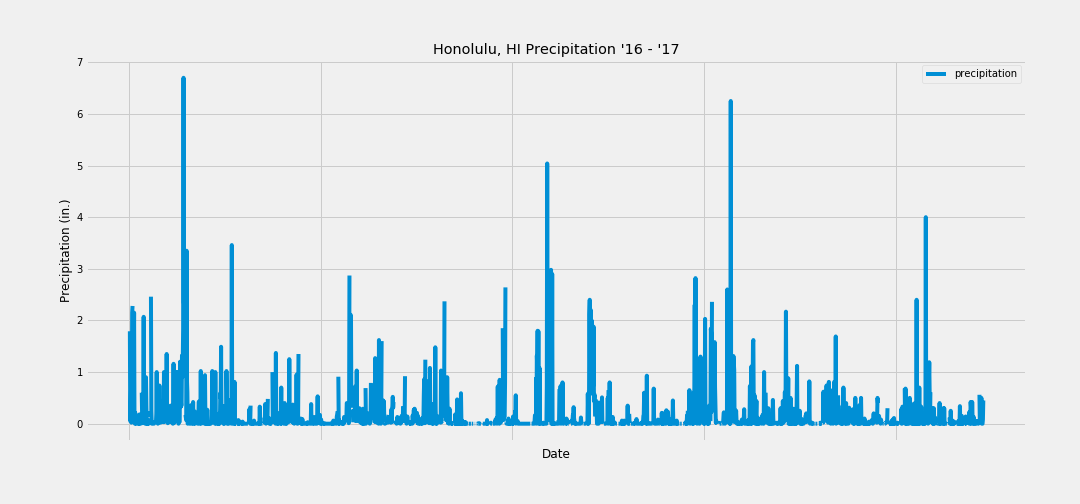 Honolulu, HI Precipitation '16 - '17
precipitation
Precipitation (in.)
7
6
5
4
3
2
1
0
Date